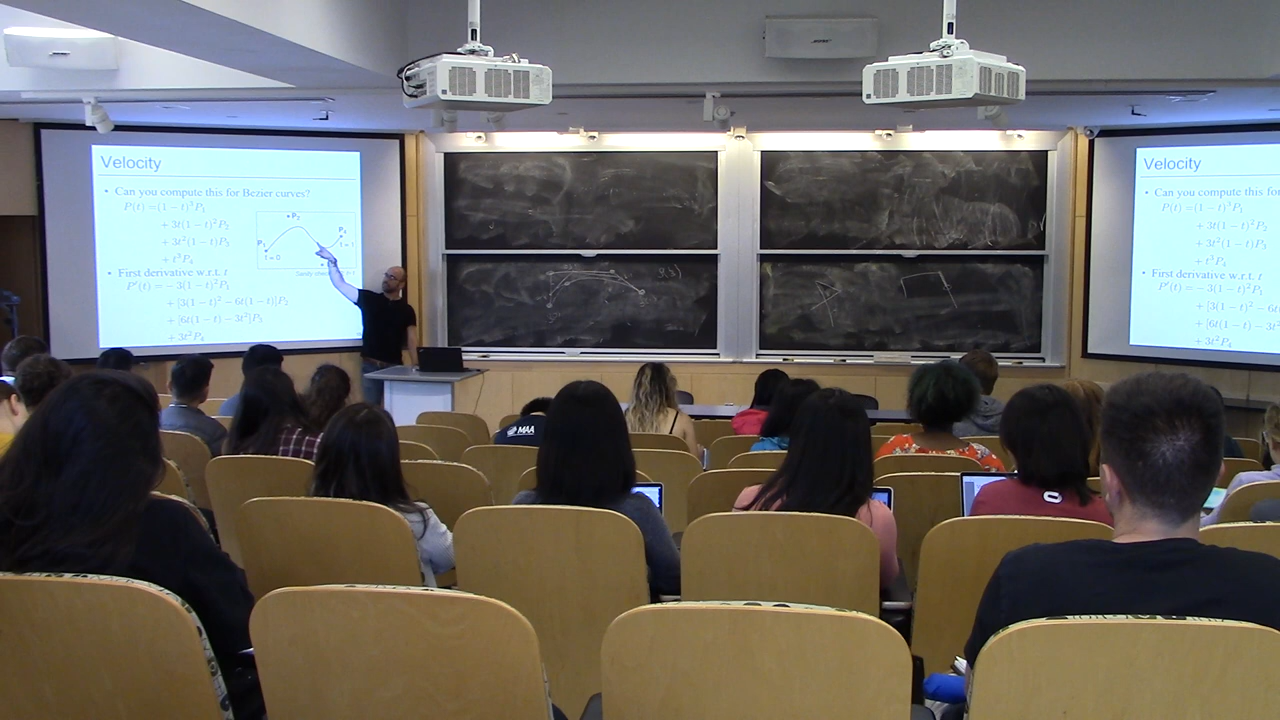 Velocity
• Can you compute this for Bezier curves?
P(t) =(1 − t)³P₁
+ 3t(1 − t)²P₂
+ 3t²(1 − t)P₃
+ t³P₄
P₂
P₁
P₄
t = 0
t = 1
• First derivative w.r.t. t
P′(t) = − 3(1 − t)²P₁
+ [3(1 − t)² − 6t(1 − t)]P₂
+ [6t(1 − t) − 3t²]P₃
+ 3t²P₄
Velocity
• Can you compute this for
P(t) =(1 − t)³P₁
+ 3t(1 − t)²P₂
+ 3t²(1 − t)P₃
+ t³P₄
• First derivative w.r.t. t
P′(t) = − 3(1 − t)²P₁
+ [3(1 − t)² − 6t
+ [6t(1 − t) − 3t²
+ 3t²P₄
BOSE
MAA